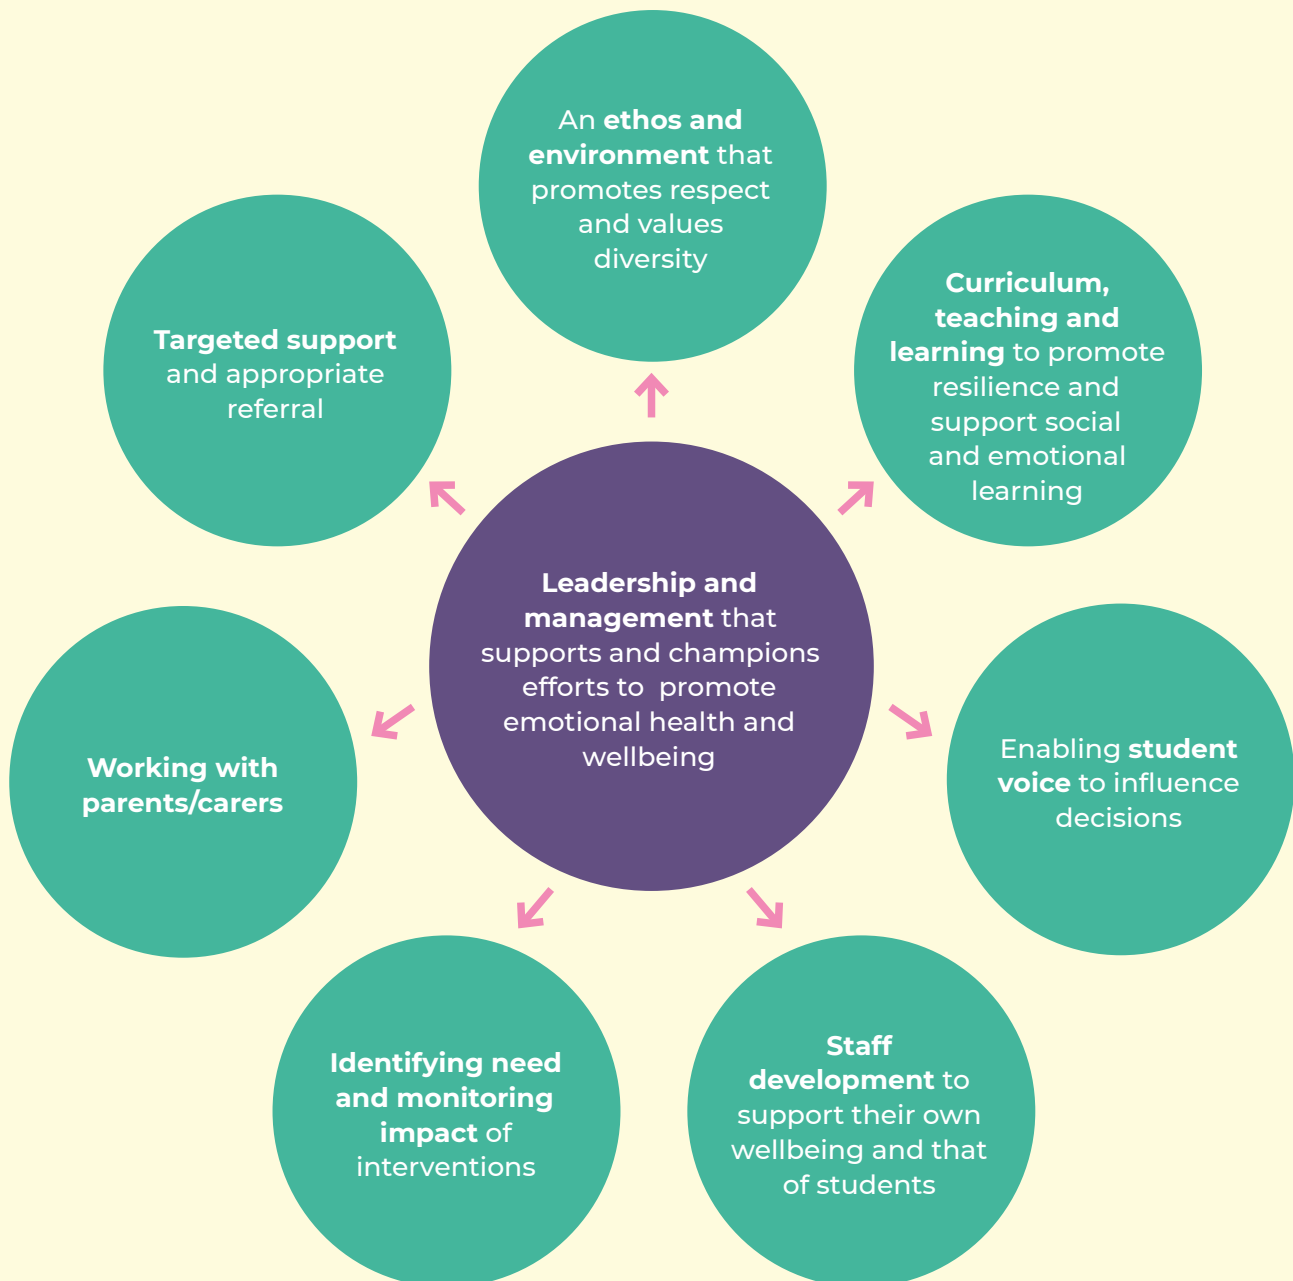 An ethos and
environment that
promotes respect
and values
diversity
Curriculum,
teaching and
learning to promote
resilience and
support social
and emotional
learning
Targeted support
and appropriate
referral
Leadership and
management that
supports and champions
efforts to promote
emotional health and
wellbeing
Enabling student
voice to influence
decisions
Working with
parents/carers
Staff
development to
support their own
wellbeing and that
of students
Identifying need
and monitoring
impact of
interventions